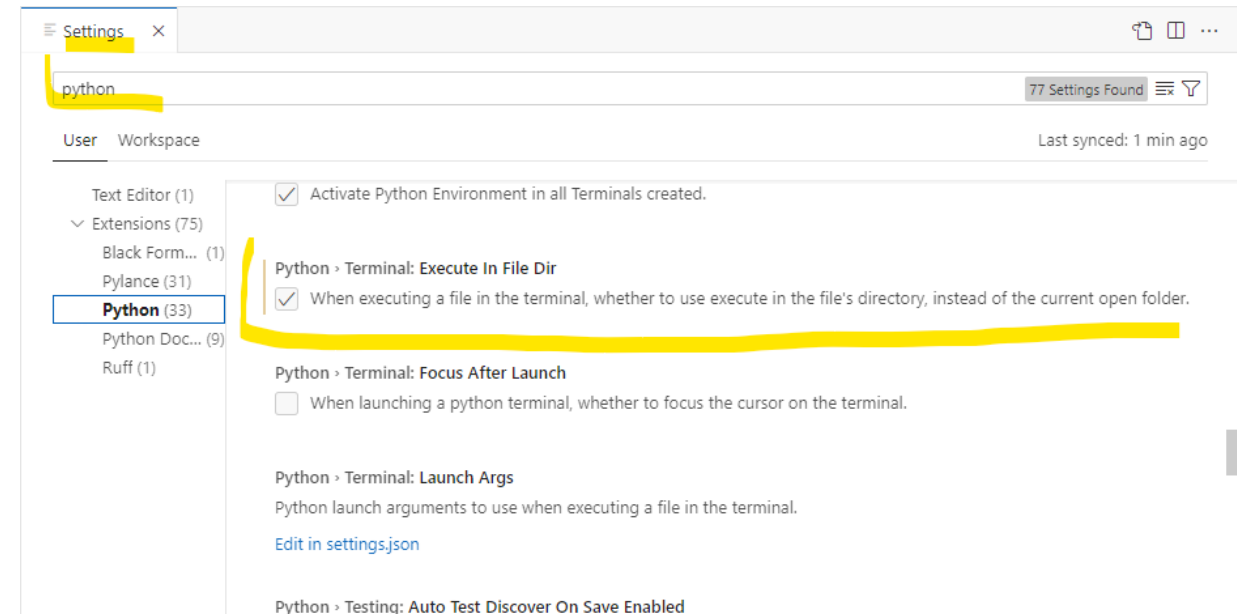 Settings
python
77 Settings Found
User Workspace
Last synced: 1 min ago
Text Editor (1)
Extensions (75)
Black Form... (1)
Pylance (31)
Python (33)
Python Doc... (9)
Ruff (1)
Activate Python Environment in all Terminals created.
Python › Terminal: Execute In File Dir
When executing a file in the terminal, whether to use execute in the file's directory, instead of the current open folder.
Python › Terminal: Focus After Launch
When launching a python terminal, whether to focus the cursor on the terminal.
Python › Terminal: Launch Args
Python launch arguments to use when executing a file in the terminal.
Edit in settings.json
Python › Testing: Auto Test Discover On Save Enabled